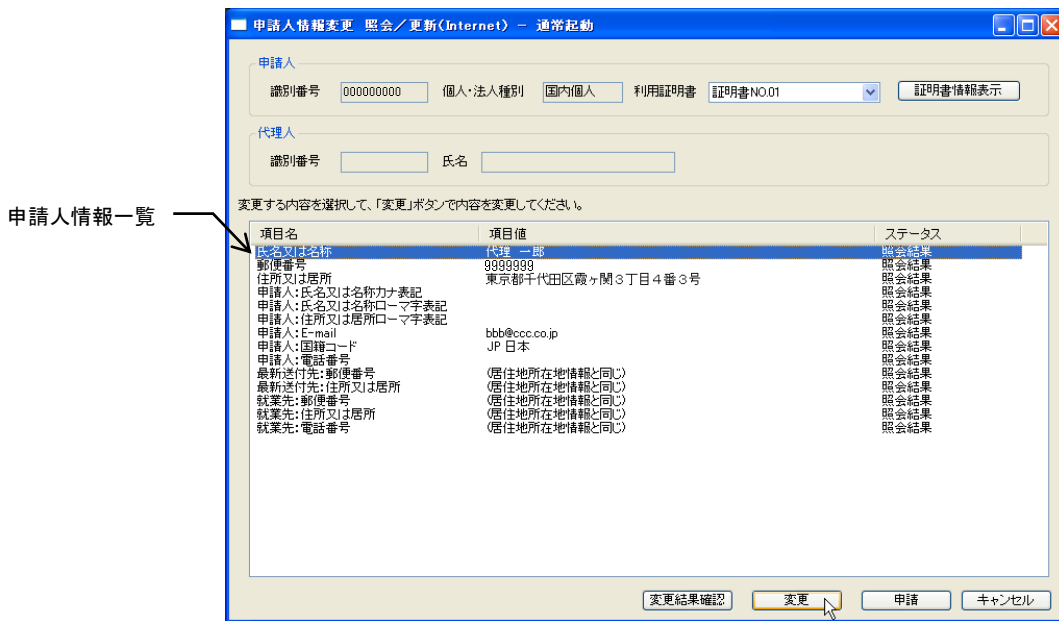 申請人情報変更 照会／更新(Internet) － 通常起動
申請人
識別番号 000000000 個人・法人種別 国内個人 利用証明書 証明書NO.01 証明書情報表示
代理人
識別番号 氏名
変更する内容を選択して、「変更」ボタンで内容を変更してください。
申請人情報一覧
項目名 項目値 ステータス
氏名又は名称 代理 一郎 照会結果
郵便番号 9999999 照会結果
住所又は居所 東京都千代田区霞ヶ関３丁目４番３号 照会結果
申請人:氏名又は名称カナ表記 照会結果
申請人:氏名又は名称ローマ字表記 照会結果
申請人:住所又は居所ローマ字表記 照会結果
申請人:E-mail bbb@ccc.co.jp 照会結果
申請人:国籍コード JP 日本 照会結果
申請人:電話番号 照会結果
最新送付先:郵便番号 (居住地所在地情報と同じ) 照会結果
最新送付先:住所又は居所 (居住地所在地情報と同じ) 照会結果
就業先:郵便番号 (居住地所在地情報と同じ) 照会結果
就業先:住所又は居所 (居住地所在地情報と同じ) 照会結果
就業先:電話番号 (居住地所在地情報と同じ) 照会結果
変更結果確認 変更 申請 キャンセル